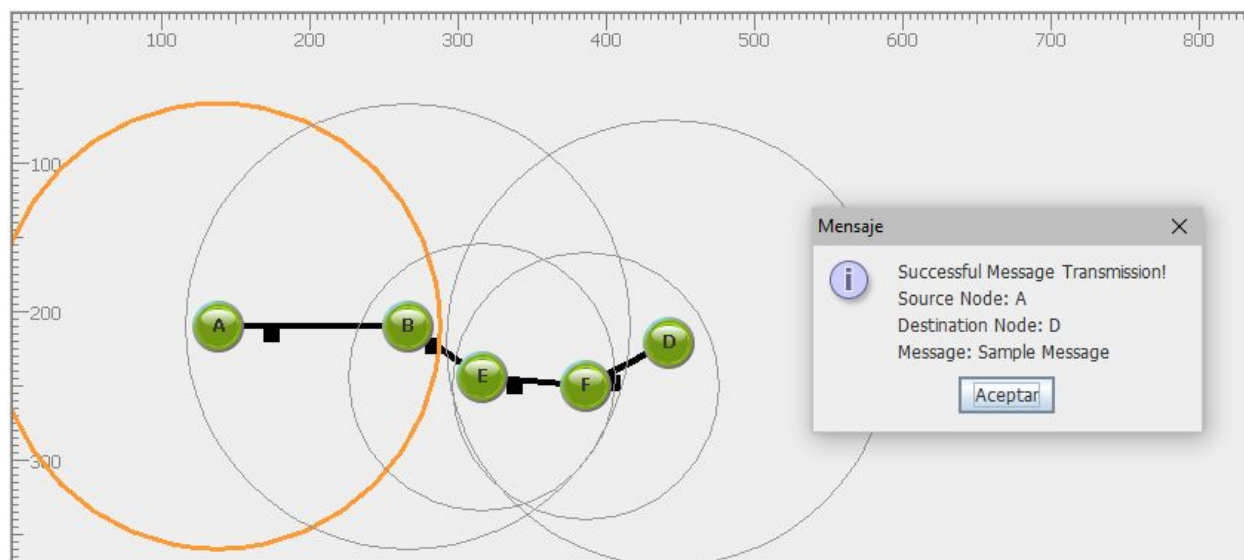 100 200 300 400 500 600 700 800
100
200
300
A
B
E
F
D
Mensaje
Successful Message Transmission!
Source Node: A
Destination Node: D
Message: Sample Message
Aceptar